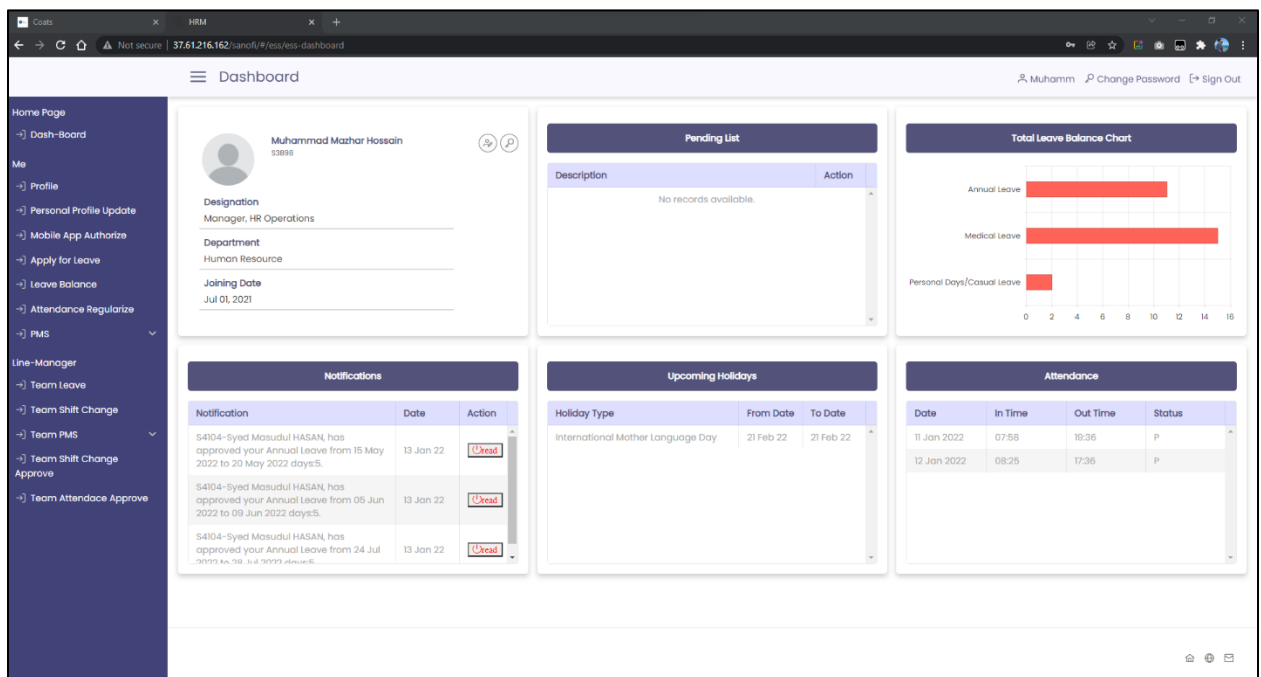 Coats
HRM
Not secure | 37.61.216.162/sanofi/#/ess/ess-dashboard
Dashboard
Muhamm Change Password Sign Out
Home Page
Dash-Board
Me
Profile
Personal Profile Update
Mobile App Authorize
Apply for Leave
Leave Balance
Attendance Regularize
PMS
Line-Manager
Team Leave
Team Shift Change
Team PMS
Team Shift Change
Approve
Team Attendace Approve
Muhammad Mazhar Hossain
S3898
Designation
Manager, HR Operations
Department
Human Resource
Joining Date
Jul 01, 2021
Pending List
Description Action
No records available.
Total Leave Balance Chart
Annual Leave
Medical Leave
Personal Days/Casual Leave
0 2 4 6 8 10 12 14 16
Notifications
Notification Date Action
S4104-Syed Masudul HASAN, has
approved your Annual Leave from 15 May
2022 to 20 May 2022 days:5.
13 Jan 22
read
S4104-Syed Masudul HASAN, has
approved your Annual Leave from 05 Jun
2022 to 09 Jun 2022 days:5.
13 Jan 22
read
S4104-Syed Masudul HASAN, has
approved your Annual Leave from 24 Jul
2022 to 28 Jul 2022 days:5.
13 Jan 22
read
Upcoming Holidays
Holiday Type From Date To Date
International Mother Language Day 21 Feb 22 21 Feb 22
Attendance
Date In Time Out Time Status
11 Jan 2022 07:58 19:36 P
12 Jan 2022 08:25 17:36 P